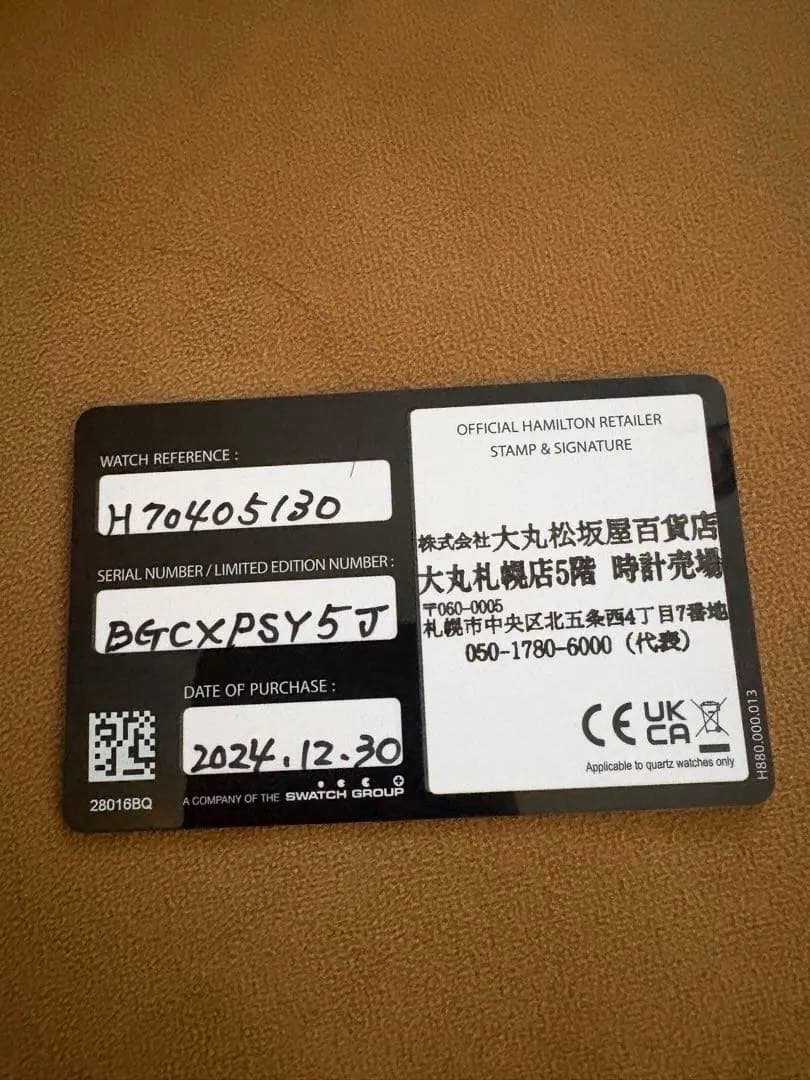 WATCH REFERENCE :
H70405130
SERIAL NUMBER / LIMITED EDITION NUMBER :
BGCXPSY5J
DATE OF PURCHASE :
2024.12.30
28016BQ
A COMPANY OF THE SWATCH GROUP
OFFICIAL HAMILTON RETAILER
STAMP & SIGNATURE
株式会社大丸松坂屋百貨店
大丸札幌店5階 時計売場
〒060-0005
札幌市中央区北五条西4丁目7番地
050-1780-6000（代表）
CE UK CA
Applicable to quartz watches only
H880.000.013